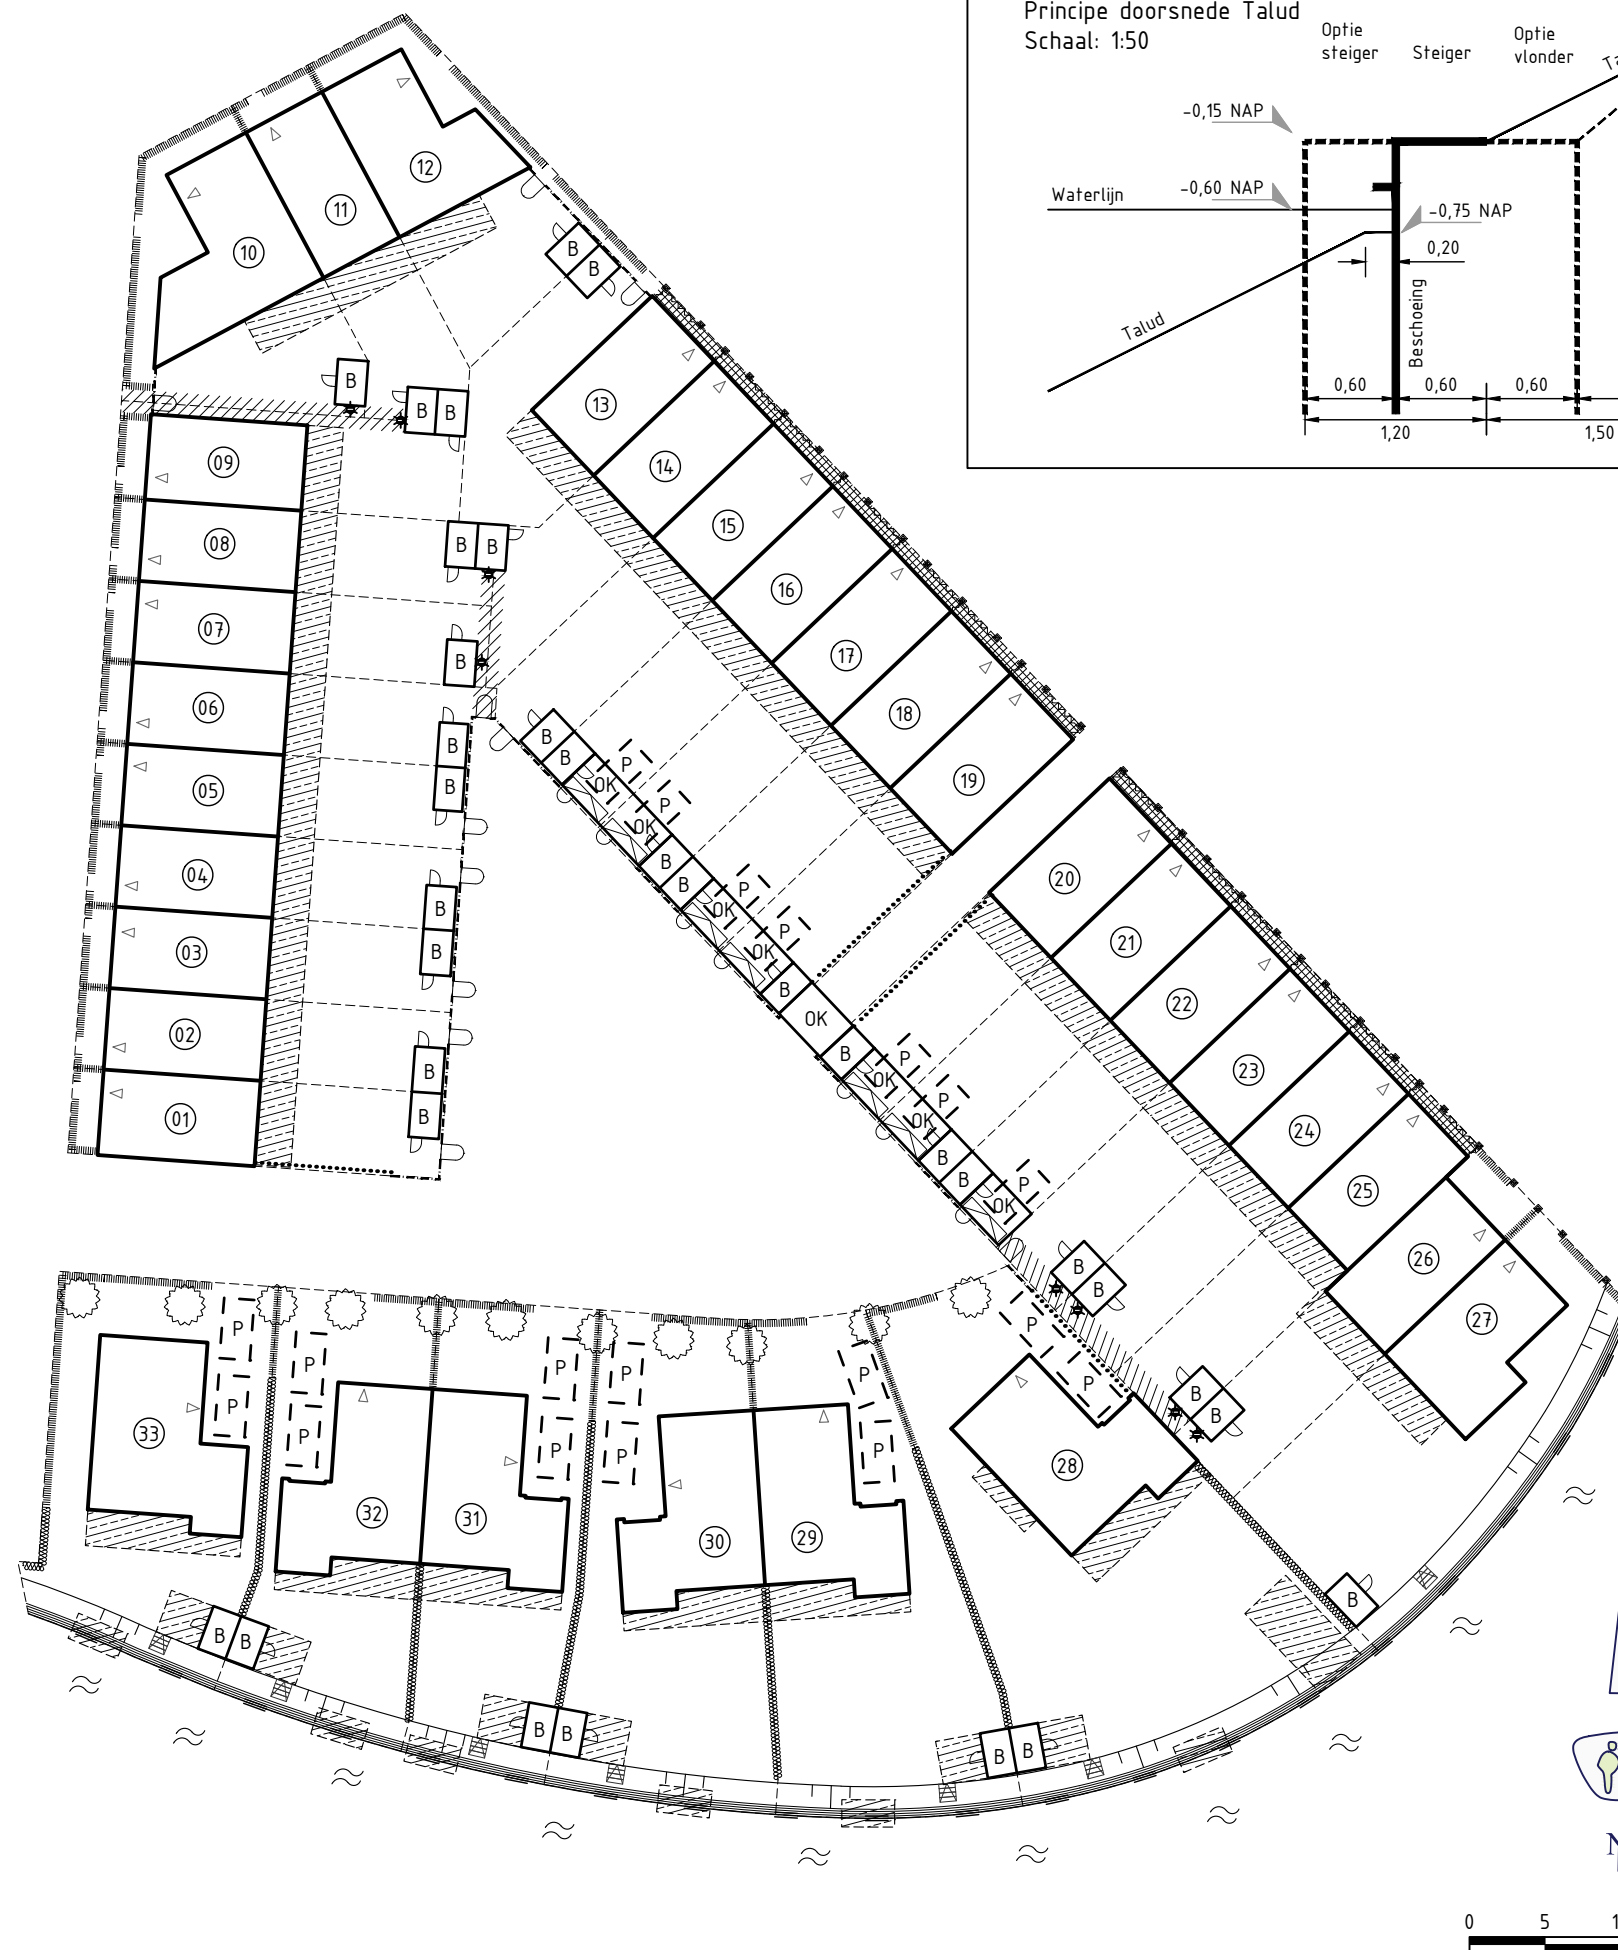 Principe doorsnede Talud
Schaal: 1:50
Optie
steiger
Steiger
Optie
vlonder
-0,15 NAP
Waterlijn
-0,60 NAP
-0,75 NAP
0,20
Talud
Beschoeing
0,60
0,60
0,60
1,20
1,50
12
11
10
B
B
B
B
B
13
09
14
08
B
B
15
16
07
B
17
06
18
B
B
B
P
19
B
05
B
OK
P
OK
B
20
04
B
P
B
OK
P
21
03
B
OK
B
22
02
OK
B
P
23
B
OK
P
01
B
OK
24
B
B
P
25
OK
26
B
B
27
P
P
P
P
P
P
P
33
P
P
P
P
P
28
B
B
32
31
30
29
B
B
B
B
B
B
B
0 5